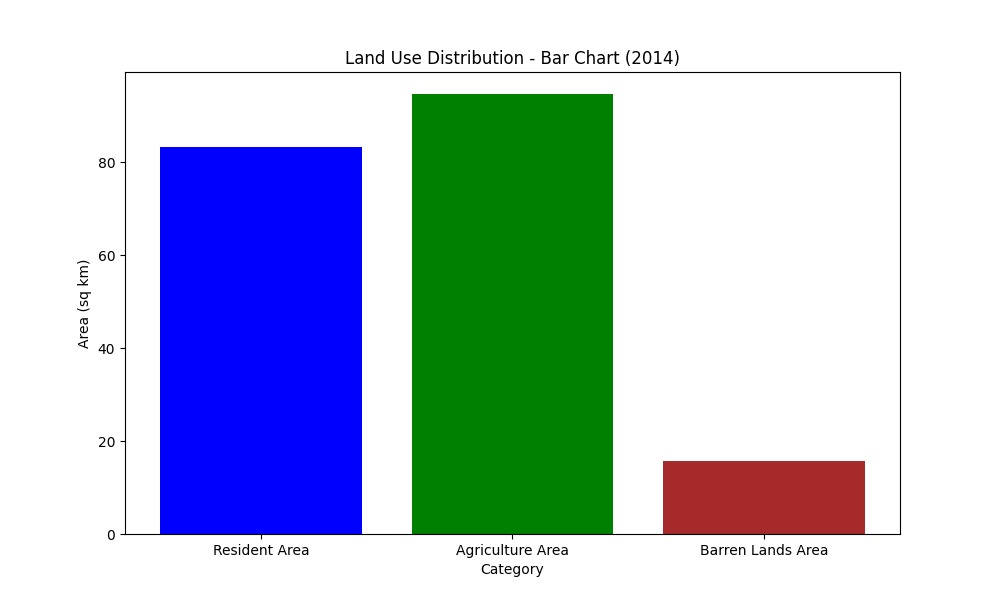 Land Use Distribution - Bar Chart (2014)
Area (sq km)
80
60
40
20
0
Resident Area
Agriculture Area
Barren Lands Area
Category